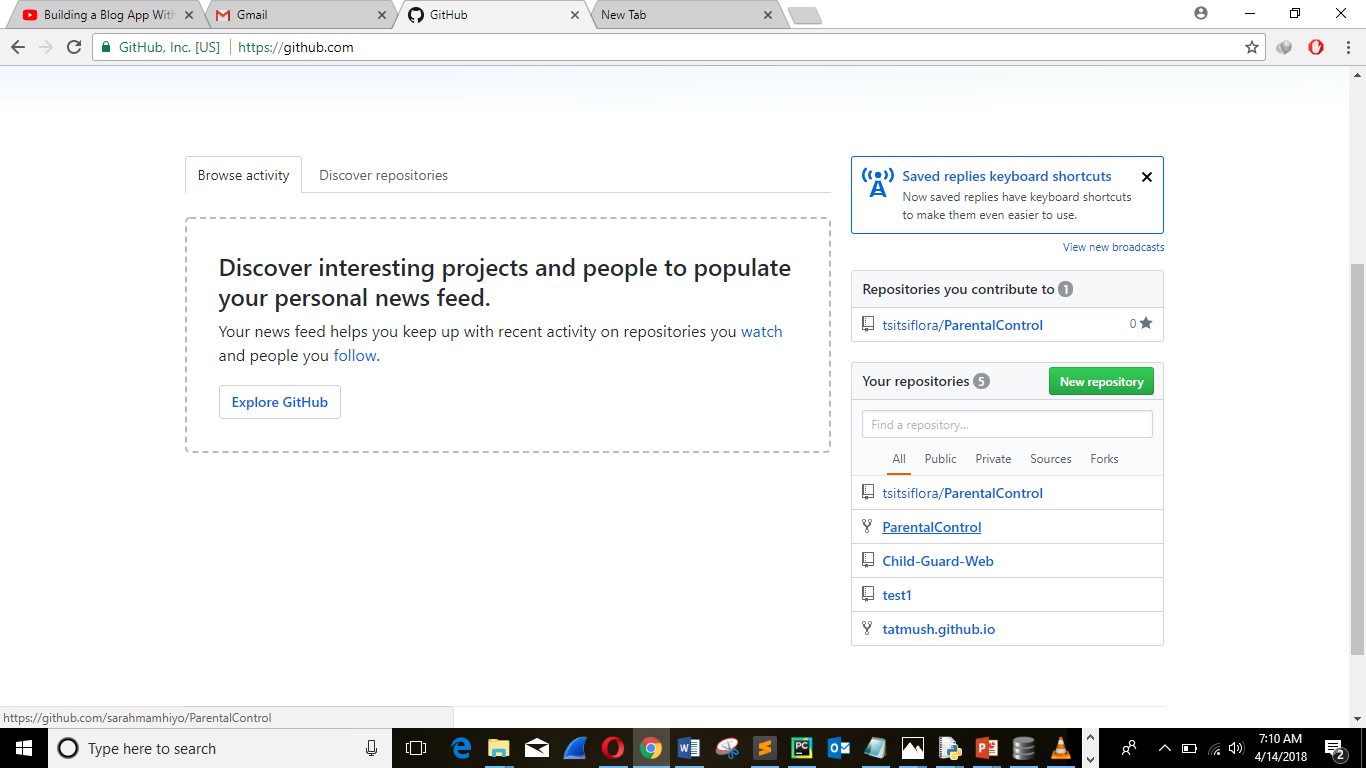 Building a Blog App With
Gmail
GitHub
New Tab
GitHub, Inc. [US]
https://github.com
Browse activity
Discover repositories
Discover interesting projects and people to populate
your personal news feed.
Your news feed helps you keep up with recent activity on repositories you watch
and people you follow.
Explore GitHub
Saved replies keyboard shortcuts
Now saved replies have keyboard shortcuts
to make them even easier to use.
View new broadcasts
Repositories you contribute to 1
tsitsiflora/ParentalControl 0
Your repositories 5
New repository
Find a repository...
All Public Private Sources Forks
tsitsiflora/ParentalControl
ParentalControl
Child-Guard-Web
test1
tatmush.github.io
https://github.com/sarahmamhiyo/ParentalControl
Type here to search
7:10 AM
4/14/2018
2